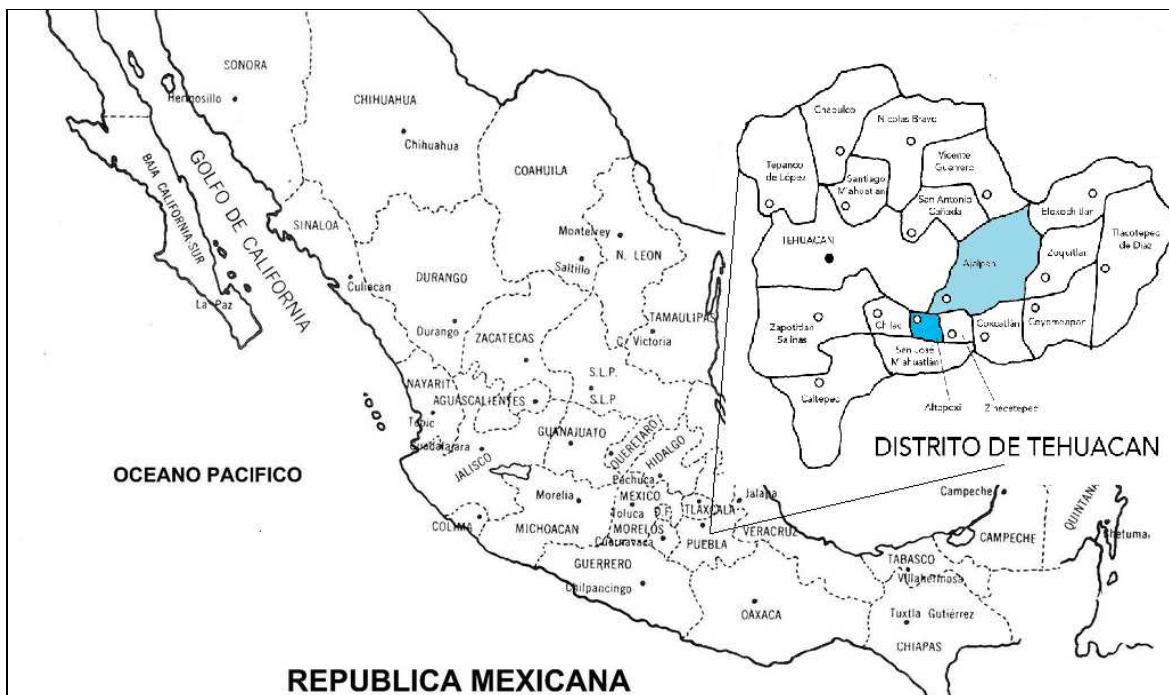 SONORA
Hermosillo
CHIHUAHUA
Chihuahua
COAHUILA
BAJA CALIFORNIA SUR
GOLFO DE CALIFORNIA
SINALOA
Monterrey
N. LEON
Saltillo
DURANGO
La Paz
Culiacán
Durango
ZACATECAS
TAMAULIPAS
C. Victoria
NAYARIT
S.L.P.
AGUASCALIENTES
S.L.P.
Tepic
GUANAJUATO
QUERETARO
HIDALGO
Guadalajara
JALISCO
OCEANO PACIFICO
Pachuca
Morelia
MEXICO
Toluca
D.F.
TLAXCALA
Jalapa
COLIMA
MICHOACAN
MORELOS
Cuernavaca
PUEBLA
VERACRUZ
GUERRERO
Chilpancingo
OAXACA
TABASCO
Villahermosa
Tuxtla Gutiérrez
CHIAPAS
Campeche
CAMPECHE
QUINTANA
Chetumal
REPUBLICA MEXICANA
Chapulco
Nicolas Bravo
Tepanco
de López
Santiago
Miahuatlan
Vicente
Guerrero
San Antonio
Cañada
Eloxochitlan
Tlacotepec
de Diaz
TEHUACAN
Ajalpan
Zoquitlan
Zapotitlan
Salinas
Chilac
Coxcatlán
Coyomeapan
San José
Miahuatlán
Caltepec
Altepexi
Zinacatepec
DISTRITO DE TEHUACAN